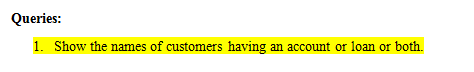 Queries:
1. Show the names of customers having an account or loan or both.